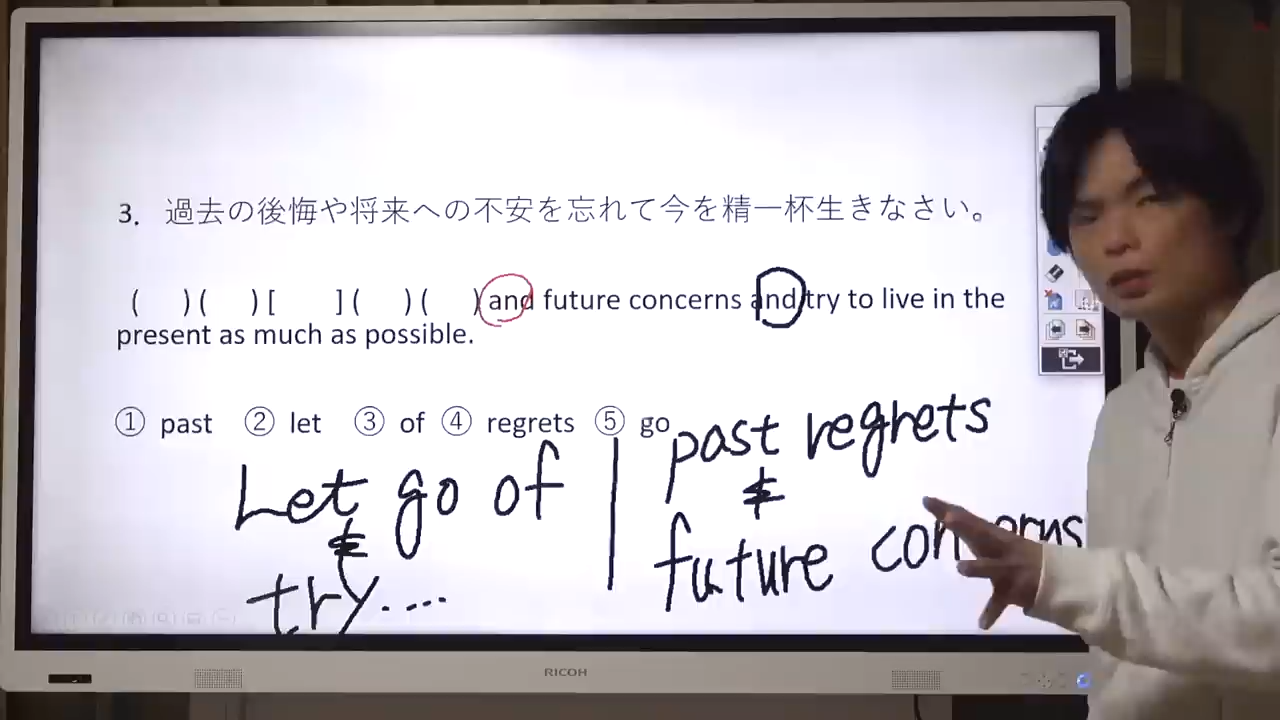 3. 過去の後悔や将来への不安を忘れて今を精一杯生きなさい。
( )( )[ ]( )( ) and future concerns and try to live in the
present as much as possible.
① past ② let ③ of ④ regrets ⑤ go
Let go of
&
try....
past regrets
&
future concerns
RICOH